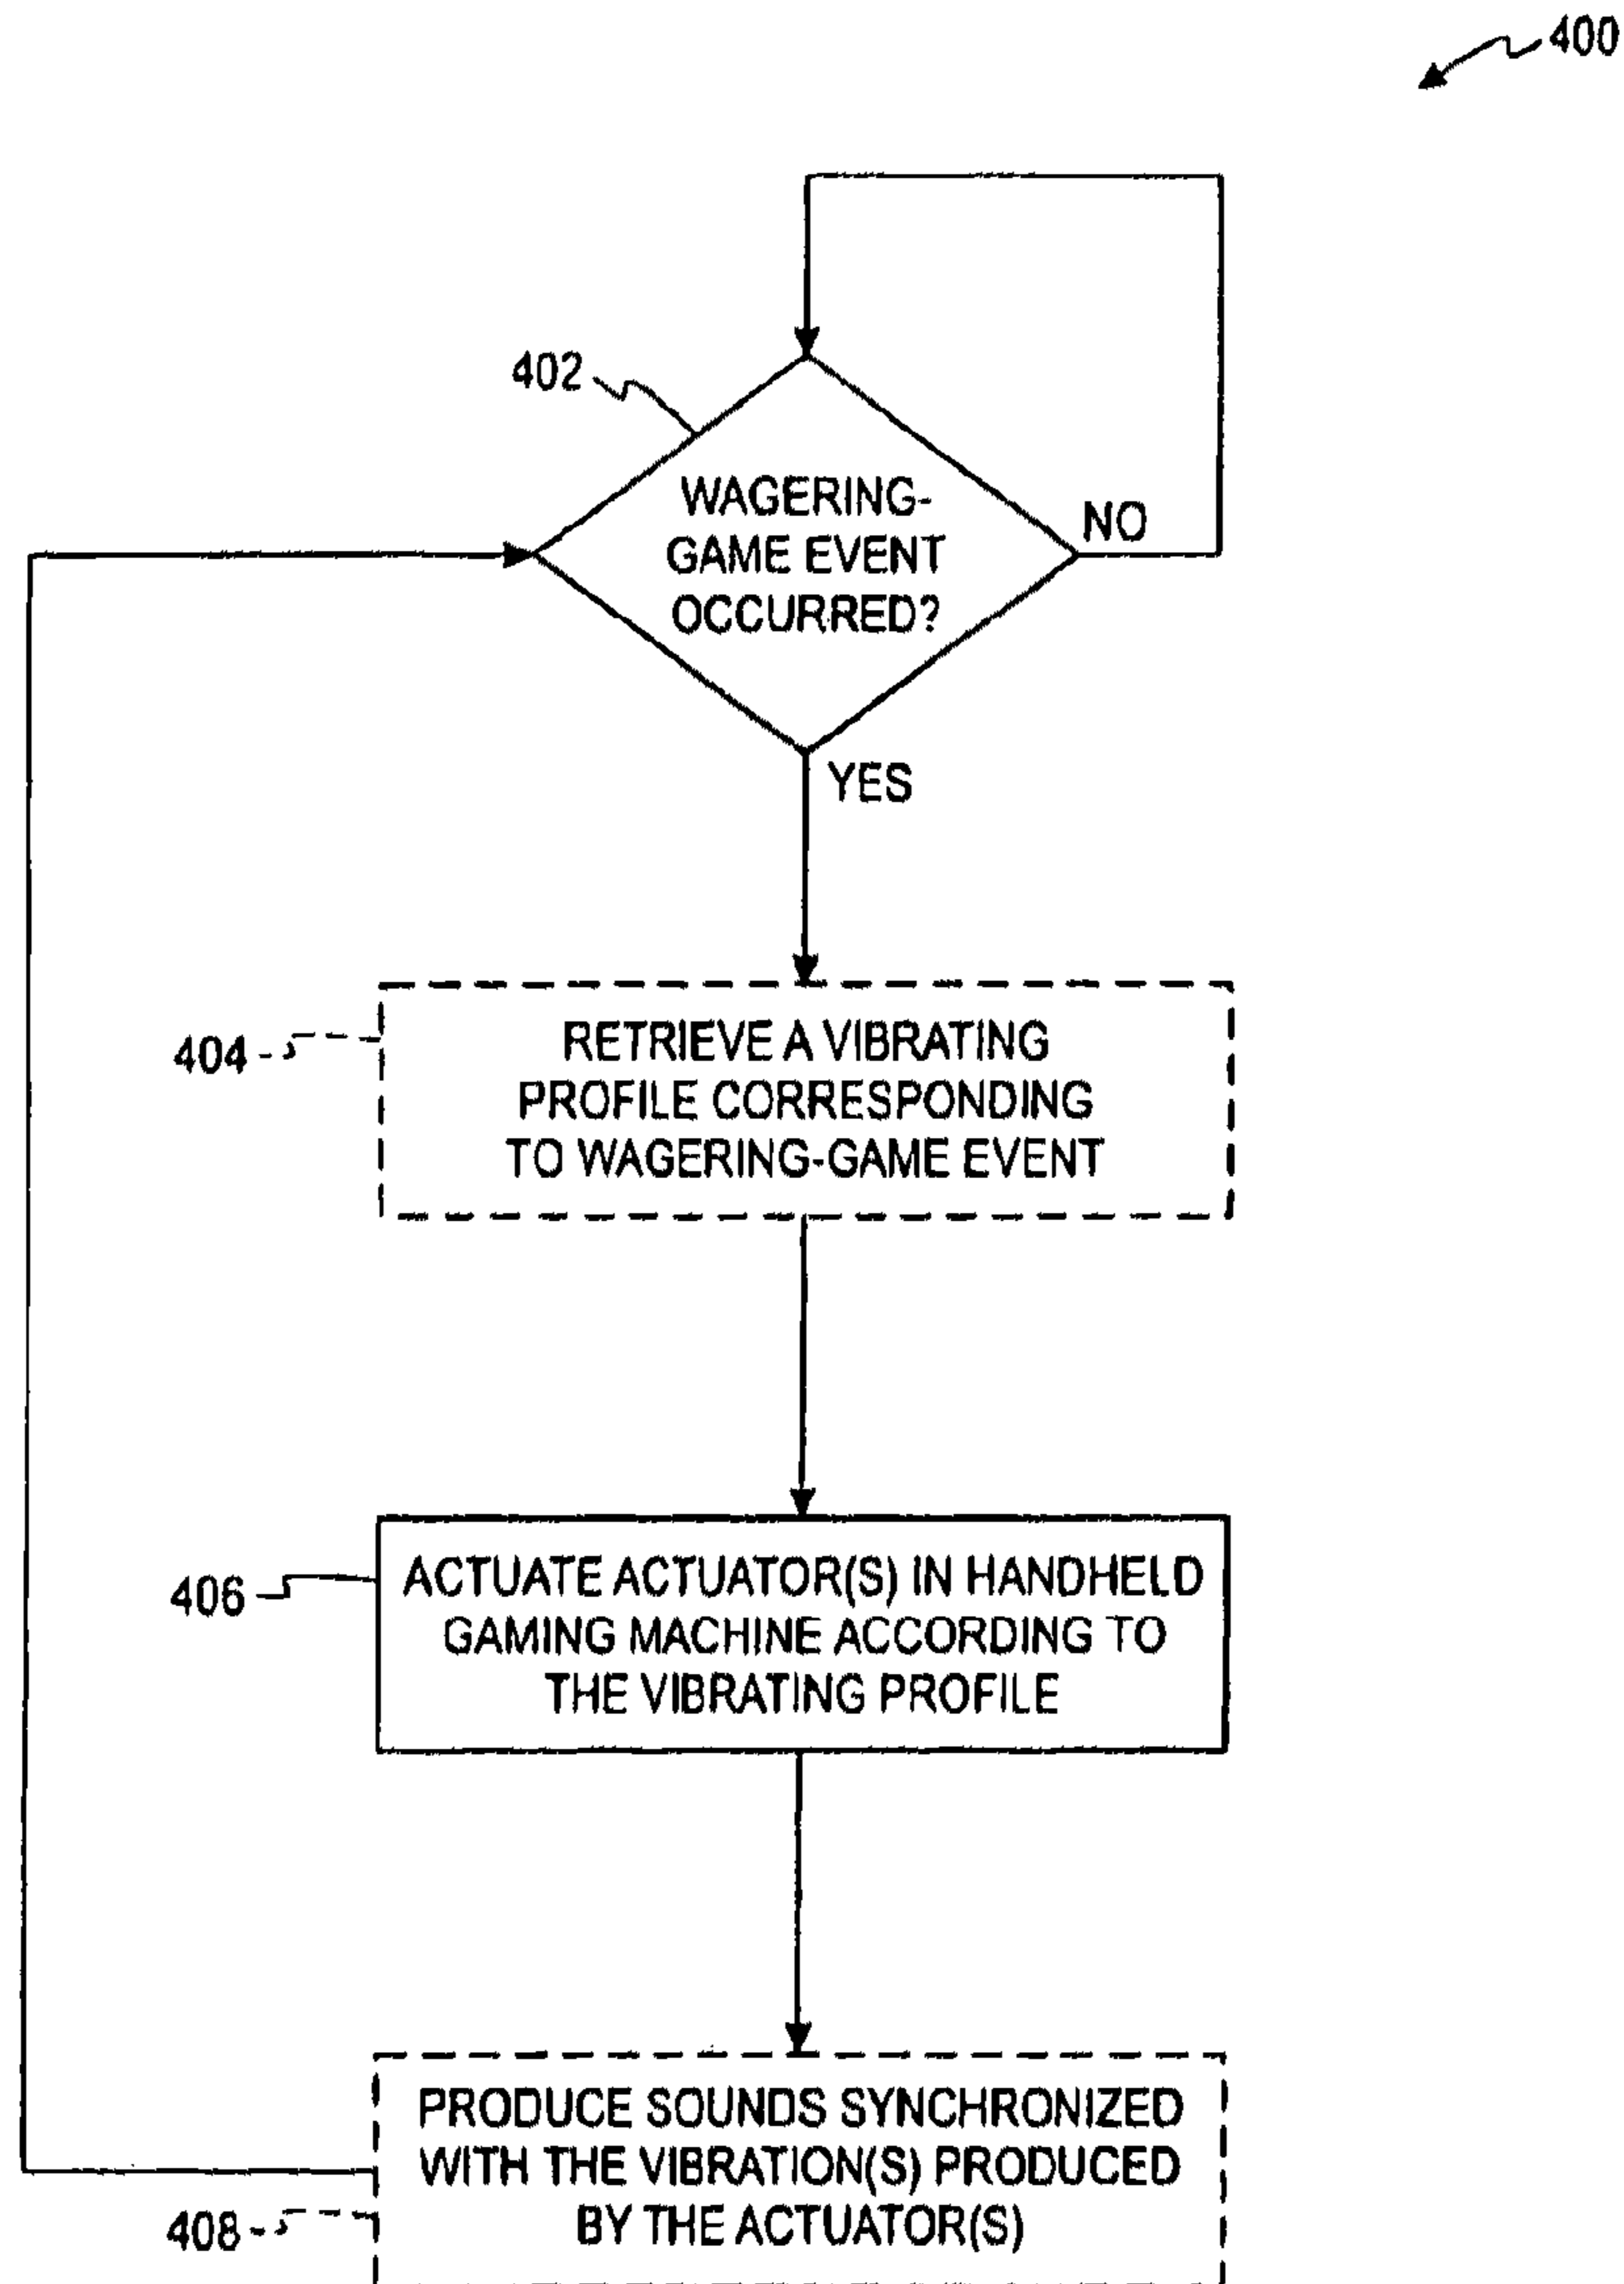 400
402
WAGERING-
GAME EVENT
OCCURRED?
NO
YES
404
RETRIEVE A VIBRATING
PROFILE CORRESPONDING
TO WAGERING-GAME EVENT
406
ACTUATE ACTUATOR(S) IN HANDHELD
GAMING MACHINE ACCORDING TO
THE VIBRATING PROFILE
PRODUCE SOUNDS SYNCHRONIZED
WITH THE VIBRATION(S) PRODUCED
BY THE ACTUATOR(S)
408